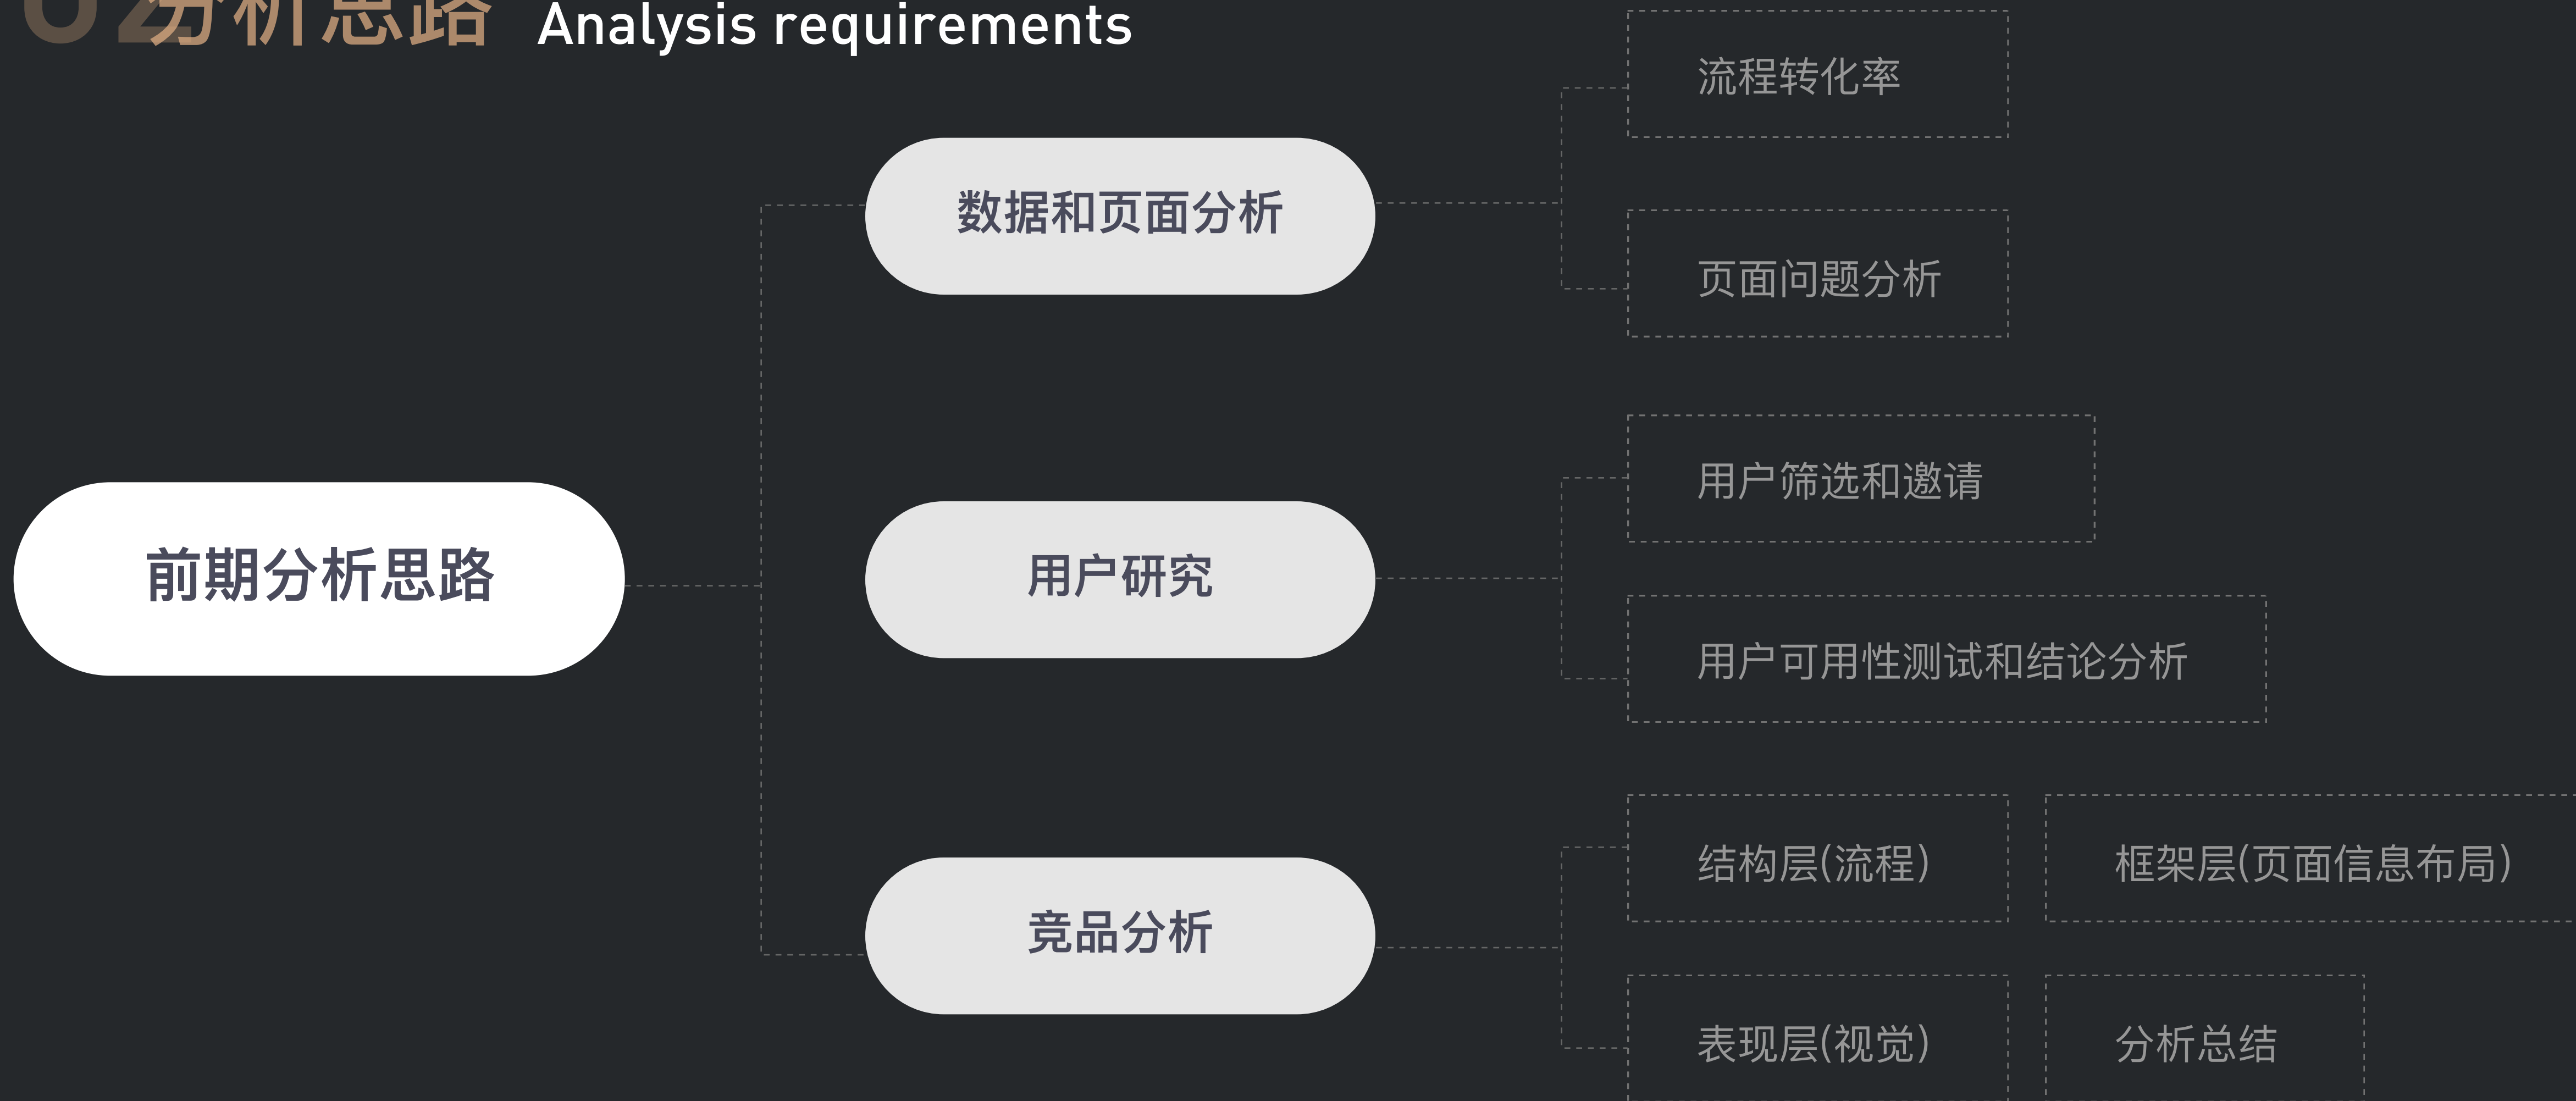 02 分析思路 Analysis requirements
前期分析思路
数据和页面分析
流程转化率
页面问题分析
用户研究
用户筛选和邀请
用户可用性测试和结论分析
竞品分析
结构层(流程)
框架层(页面信息布局)
表现层(视觉)
分析总结